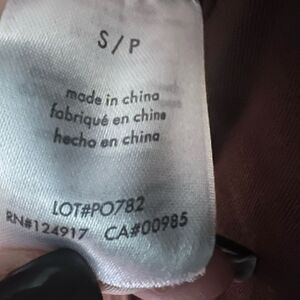 S / P
made in china
fabriqué en chine
hecho en china
LOT#PO782
RN#124917 CA#00985